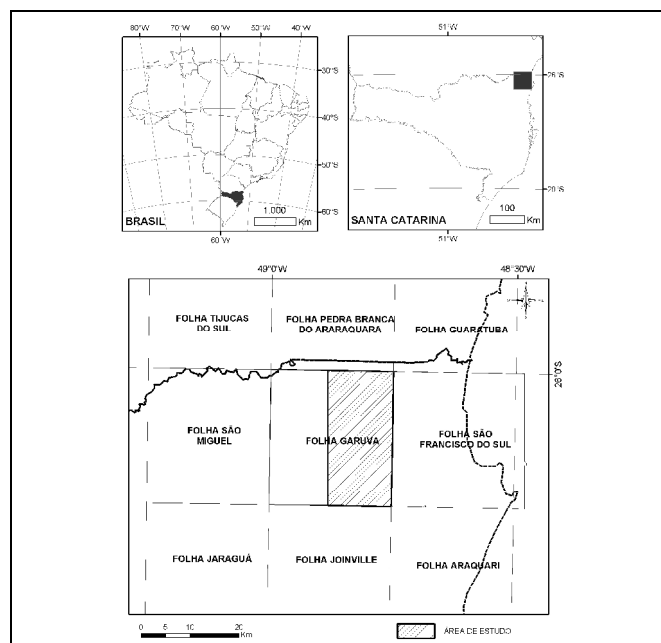 80°W 70°W 60°W 50°W 40°W
30°S
40°S
50°S
60°S
BRASIL
1.000
Km
60°W
51°W
26°S
SANTA CATARINA
100
Km
51°W
49°0'W
48°30'W
FOLHA TIJUCAS
DO SUL
FOLHA PEDRA BRANCA
DO ARARAQUARA
FOLHA GUARATUBA
26°0'S
FOLHA SÃO
MIGUEL
FOLHA GARUVA
FOLHA SÃO
FRANCISCO DO SUL
FOLHA JARAGUÁ
FOLHA JOINVILLE
FOLHA ARAQUARI
0 5 10 20
Km
ÁREA DE ESTUDO